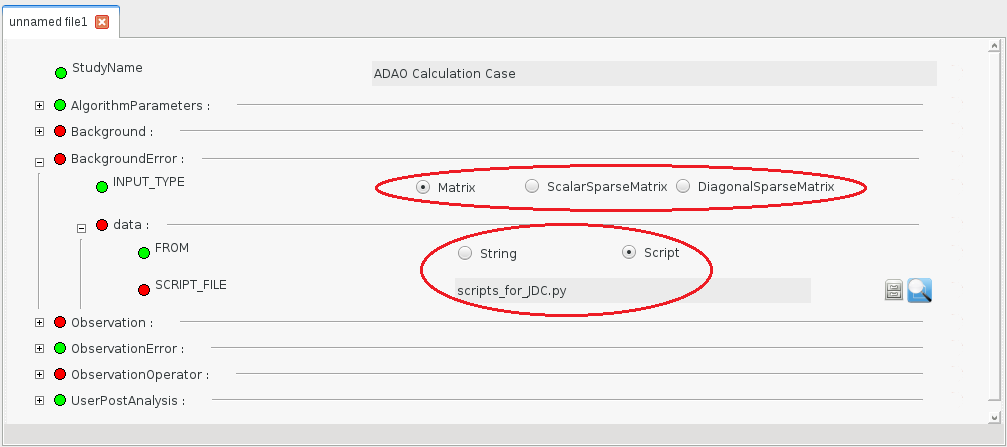 unnamed file1
StudyName ADAO Calculation Case
AlgorithmParameters :
Background :
BackgroundError :
INPUT_TYPE Matrix ScalarSparseMatrix DiagonalSparseMatrix
data :
FROM String Script
SCRIPT_FILE scripts_for_JDC.py
Observation :
ObservationError :
ObservationOperator :
UserPostAnalysis :